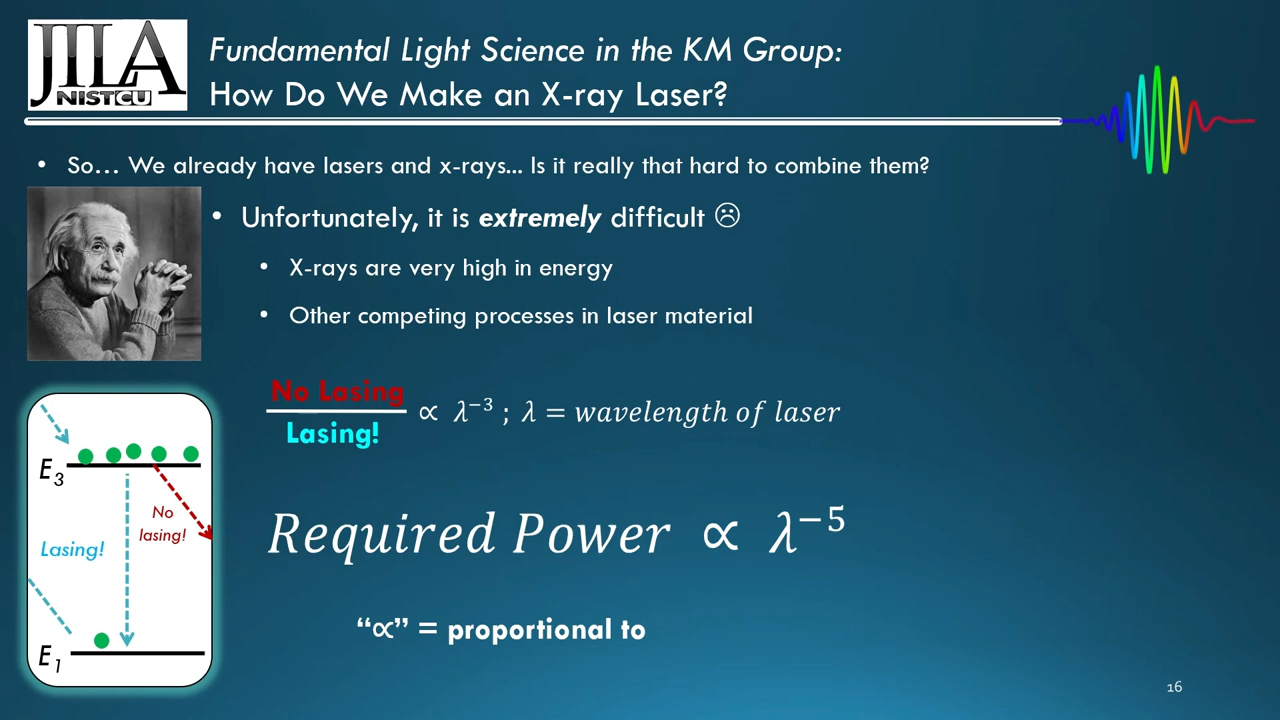 JILA
NIST CU
Fundamental Light Science in the KM Group:
How Do We Make an X-ray Laser?
• So… We already have lasers and x-rays... Is it really that hard to combine them?
• Unfortunately, it is extremely difficult ☹
• X-rays are very high in energy
• Other competing processes in laser material
No Lasing
Lasing!
∝ λ⁻³ ; λ = wavelength of laser
Required Power ∝ λ⁻⁵
“∝” = proportional to
E₃
No
lasing!
Lasing!
E₁
16